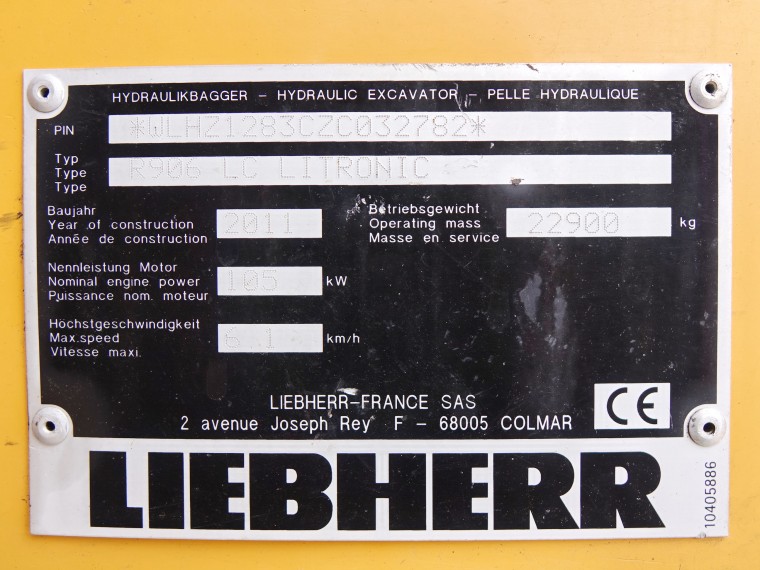 HYDRAULIKBAGGER - HYDRAULIC EXCAVATOR - PELLE HYDRAULIQUE
PIN *WLHZ1283CZC032782*
Typ
Type R906 LC LITRONIC
Type
Baujahr
Year of construction 2011
Année de construction
Betriebsgewicht
Operating mass 22900 kg
Masse en service
Nennleistung Motor
Nominal engine power 105 kW
Puissance nom. moteur
Höchstgeschwindigkeit
Max.speed 6.1 km/h
Vitesse maxi.
LIEBHERR-FRANCE SAS
2 avenue Joseph Rey F - 68005 COLMAR
CE
LIEBHERR
10405886